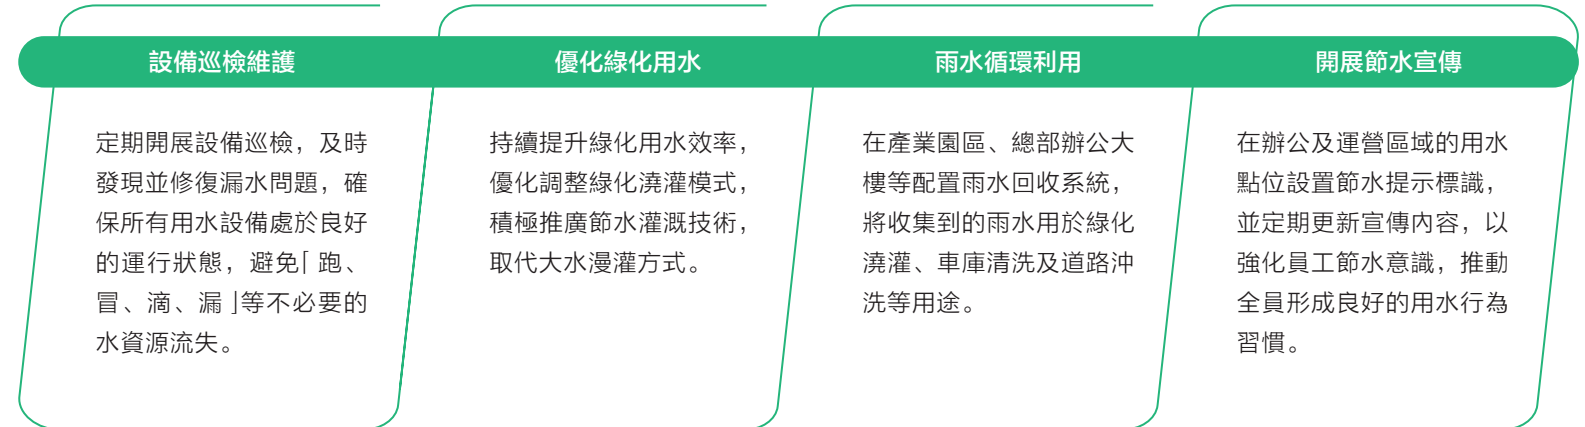 設備巡檢維護
定期開展設備巡檢，及時
發現並修復漏水問題，確
保所有用水設備處於良好
的運行狀態，避免「跑、
冒、滴、漏」等不必要的
水資源流失。
優化綠化用水
持續提升綠化用水效率，
優化調整綠化澆灌模式，
積極推廣節水灌溉技術，
取代大水漫灌方式。
雨水循環利用
在產業園區、總部辦公大
樓等配置雨水回收系統，
將收集到的雨水用於綠化
澆灌、車庫清洗及道路沖
洗等用途。
開展節水宣傳
在辦公及運營區域的用水
點位設置節水提示標識，
並定期更新宣傳內容，以
強化員工節水意識，推動
全員形成良好的用水行為
習慣。